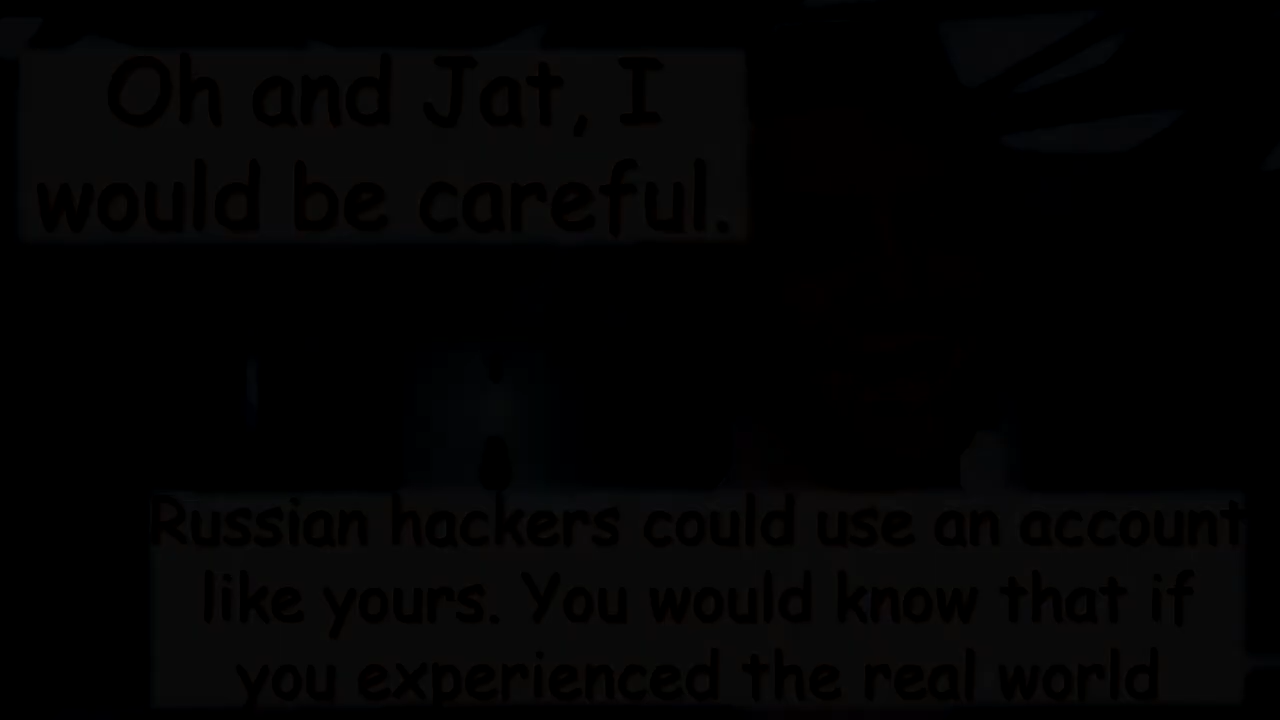 Oh and Jat, I
would be careful.
Russian hackers could use an account
like yours. You would know that if
you experienced the real world